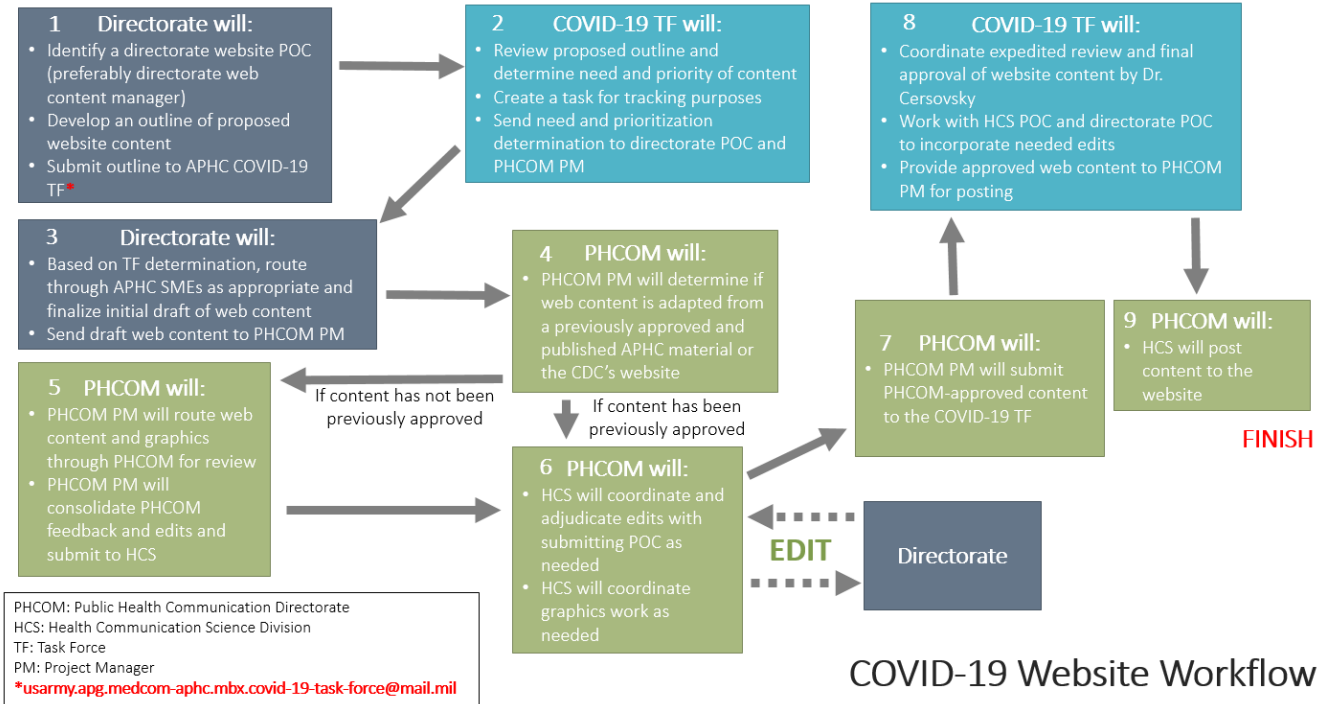 1 Directorate will:
• Identify a directorate website POC
(preferably directorate web
content manager)
• Develop an outline of proposed
website content
• Submit outline to APHC COVID-19
TF*
2 COVID-19 TF will:
• Review proposed outline and
determine need and priority of content
• Create a task for tracking purposes
• Send need and prioritization
determination to directorate POC and
PHCOM PM
3 Directorate will:
• Based on TF determination, route
through APHC SMEs as appropriate and
finalize initial draft of web content
• Send draft web content to PHCOM PM
4 PHCOM will:
• PHCOM PM will determine if
web content is adapted from
a previously approved and
published APHC material or
the CDC's website
If content has not been
previously approved
If content has been
previously approved
5 PHCOM will:
• PHCOM PM will route web
content and graphics
through PHCOM for review
• PHCOM PM will
consolidate PHCOM
feedback and edits and
submit to HCS
6 PHCOM will:
• HCS will coordinate and
adjudicate edits with
submitting POC as
needed
• HCS will coordinate
graphics work as
needed
EDIT
Directorate
7 PHCOM will:
• PHCOM PM will submit
PHCOM-approved content
to the COVID-19 TF
8 COVID-19 TF will:
• Coordinate expedited review and final
approval of website content by Dr.
Cersovsky
• Work with HCS POC and directorate POC
to incorporate needed edits
• Provide approved web content to PHCOM
PM for posting
9 PHCOM will:
• HCS will post
content to the
website
FINISH
PHCOM: Public Health Communication Directorate
HCS: Health Communication Science Division
TF: Task Force
PM: Project Manager
*usarmy.apg.medcom-aphc.mbx.covid-19-task-force@mail.mil
COVID-19 Website Workflow